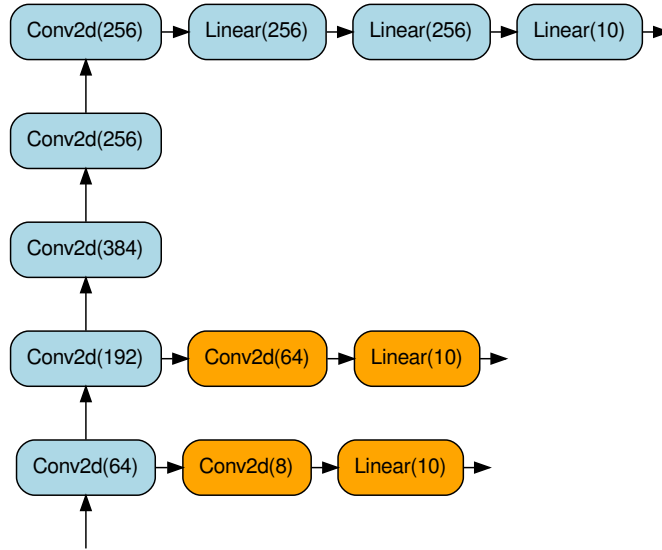 Conv2d(256)
Linear(256)
Linear(256)
Linear(10)
Conv2d(256)
Conv2d(384)
Conv2d(192)
Conv2d(64)
Linear(10)
Conv2d(64)
Conv2d(8)
Linear(10)